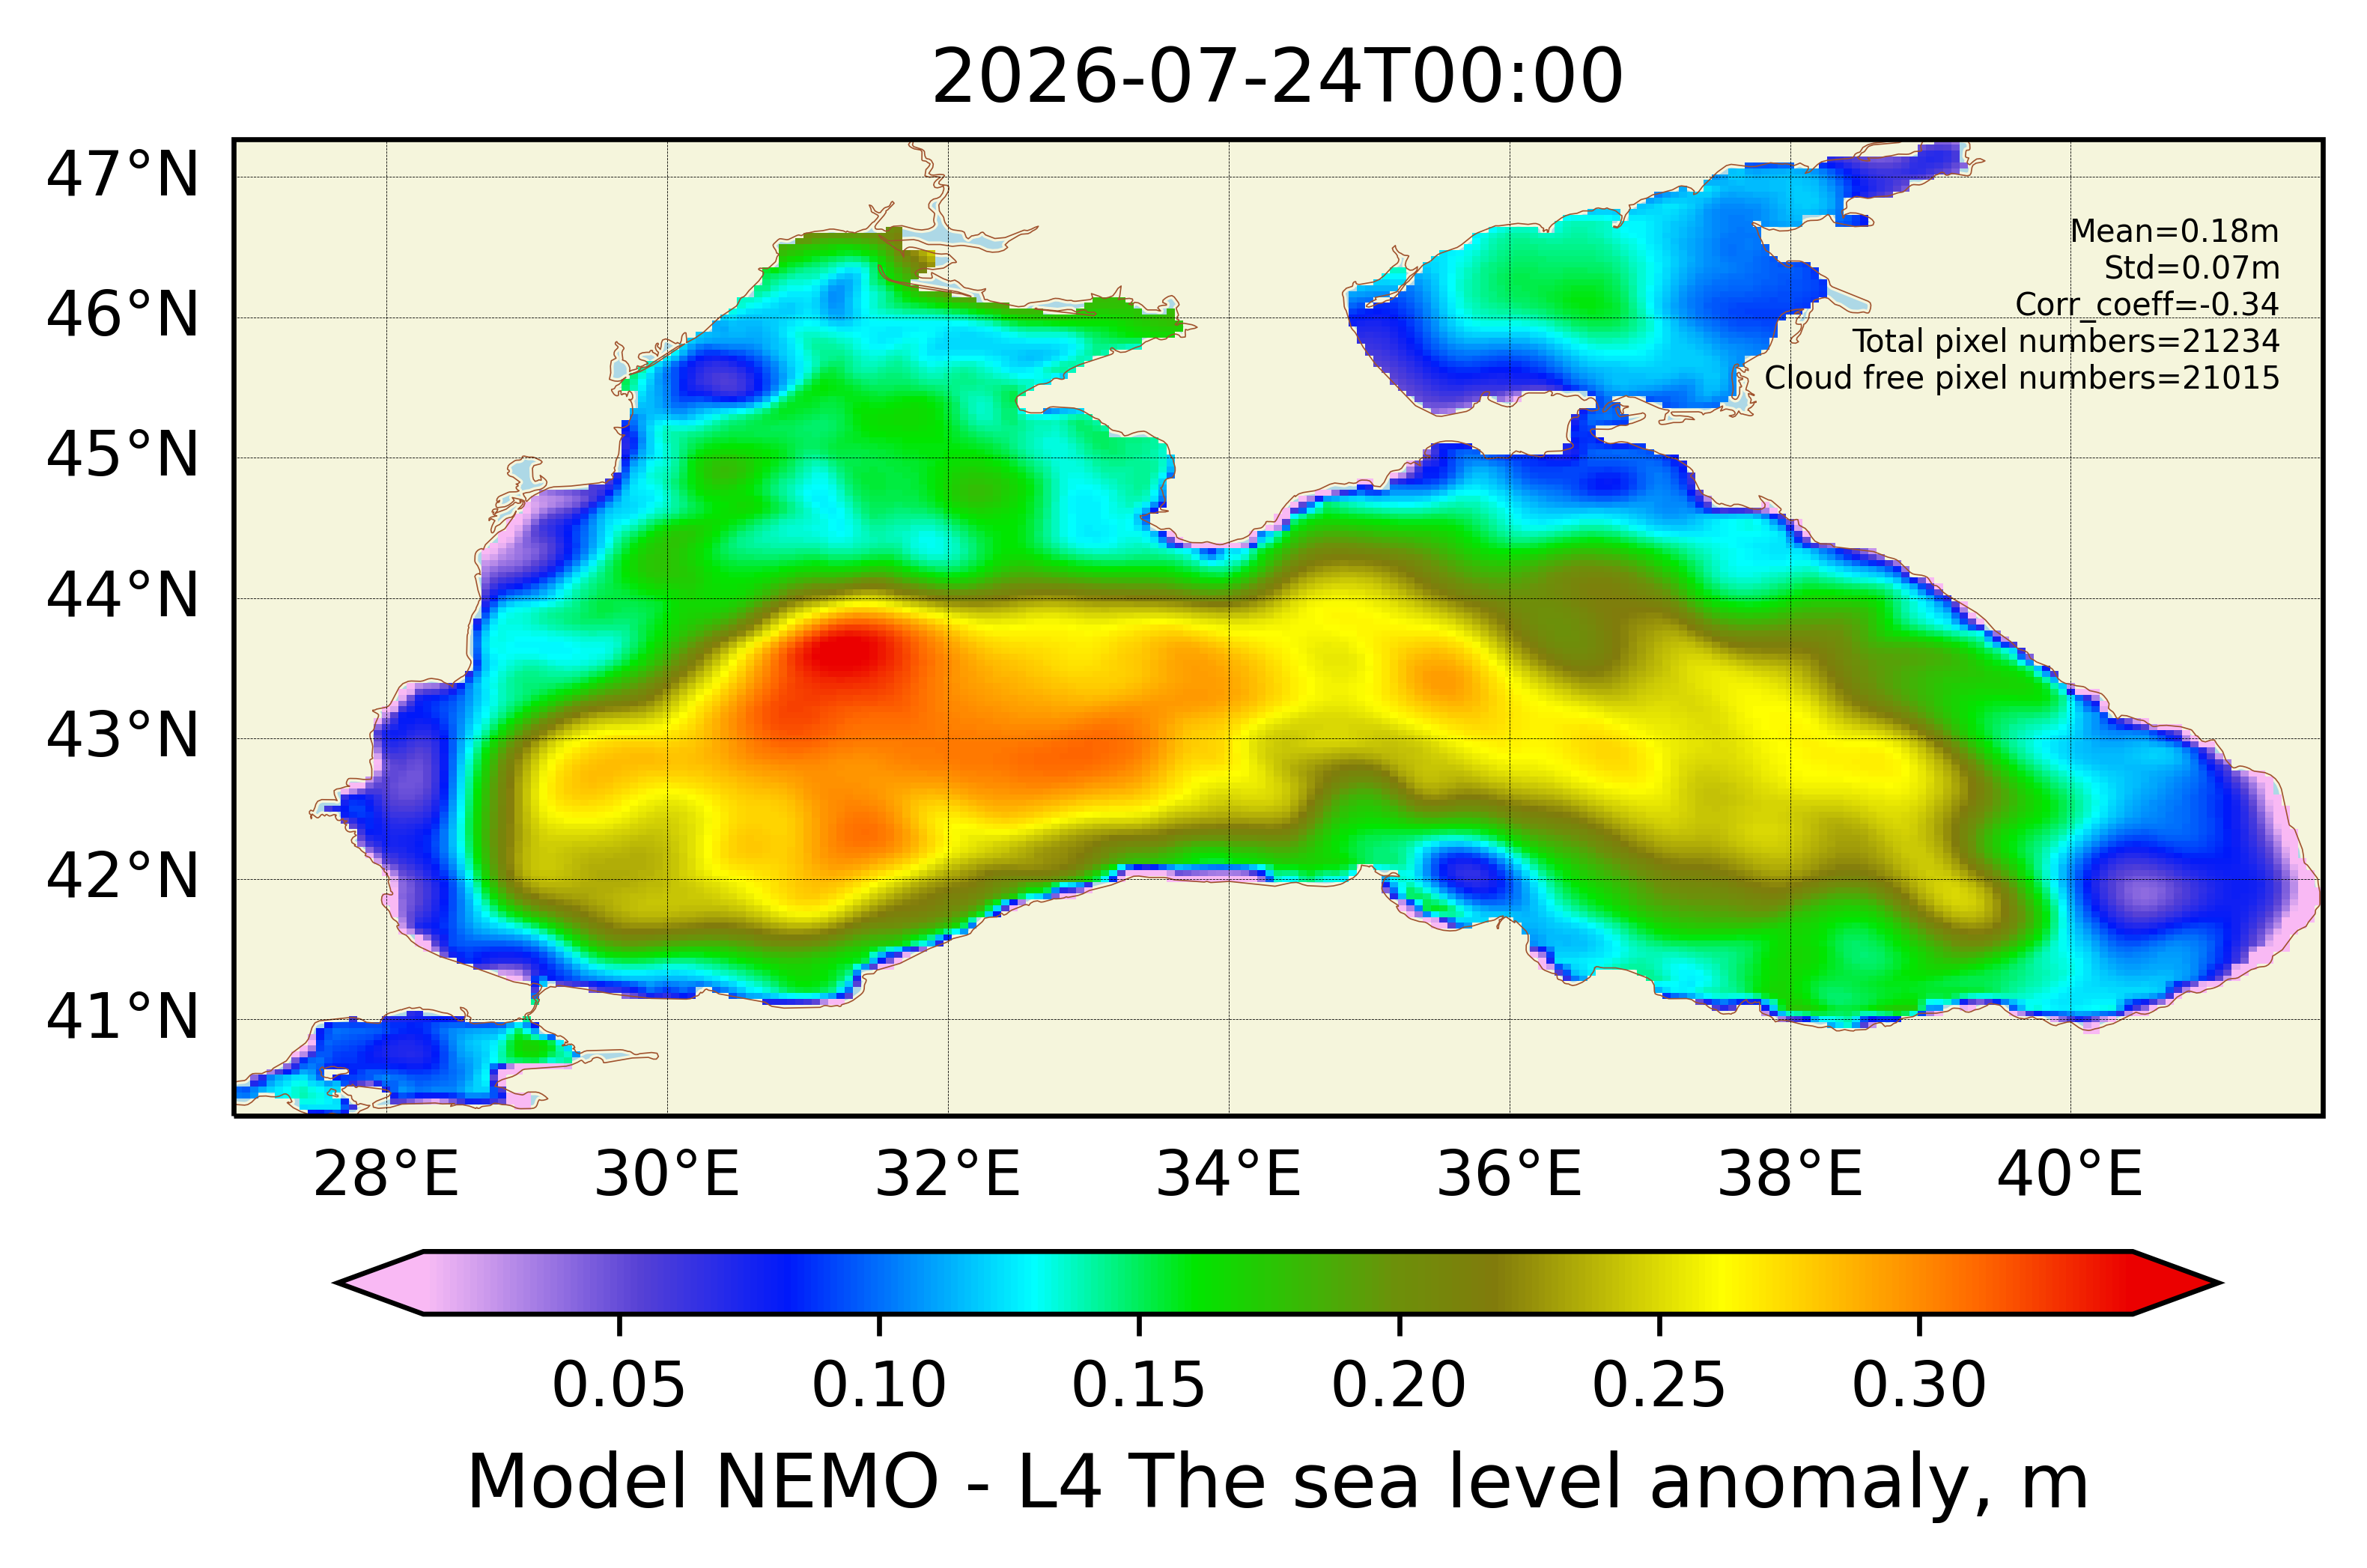 2026-07-24T00:00
47°N
46°N
45°N
44°N
43°N
42°N
41°N
Mean=0.18m
Std=0.07m
Corr_coeff=-0.34
Total pixel numbers=21234
Cloud free pixel numbers=21015
28°E 30°E 32°E 34°E 36°E 38°E 40°E
0.05 0.10 0.15 0.20 0.25 0.30
Model NEMO - L4 The sea level anomaly, m